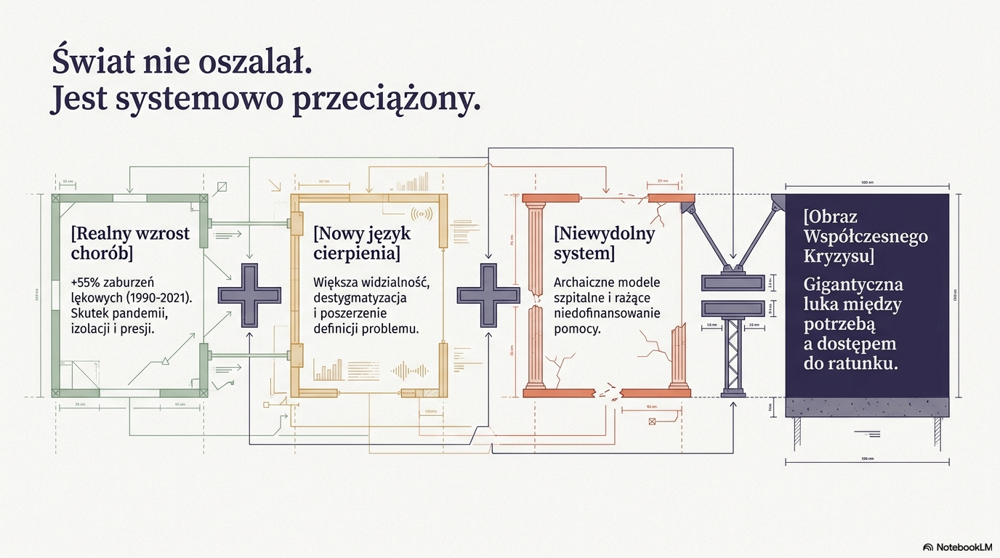 Świat nie oszalał.
Jest systemowo przeciążony.
[Realny wzrost
chorób]
+55% zaburzeń
lękowych (1990-2021).
Skutek pandemii,
izolacji i presji.
[Nowy język
cierpienia]
Większa widzialność,
destygmatyzacja
i poszerzenie
definicji problemu.
[Niewydolny
system]
Archaiczne modele
szpitalne i rażące
niedofinansowanie
pomocy.
[Obraz
Współczesnego
Kryzysu]
Gigantyczna
luka między
potrzebą
a dostępem
do ratunku.
NotebookLM